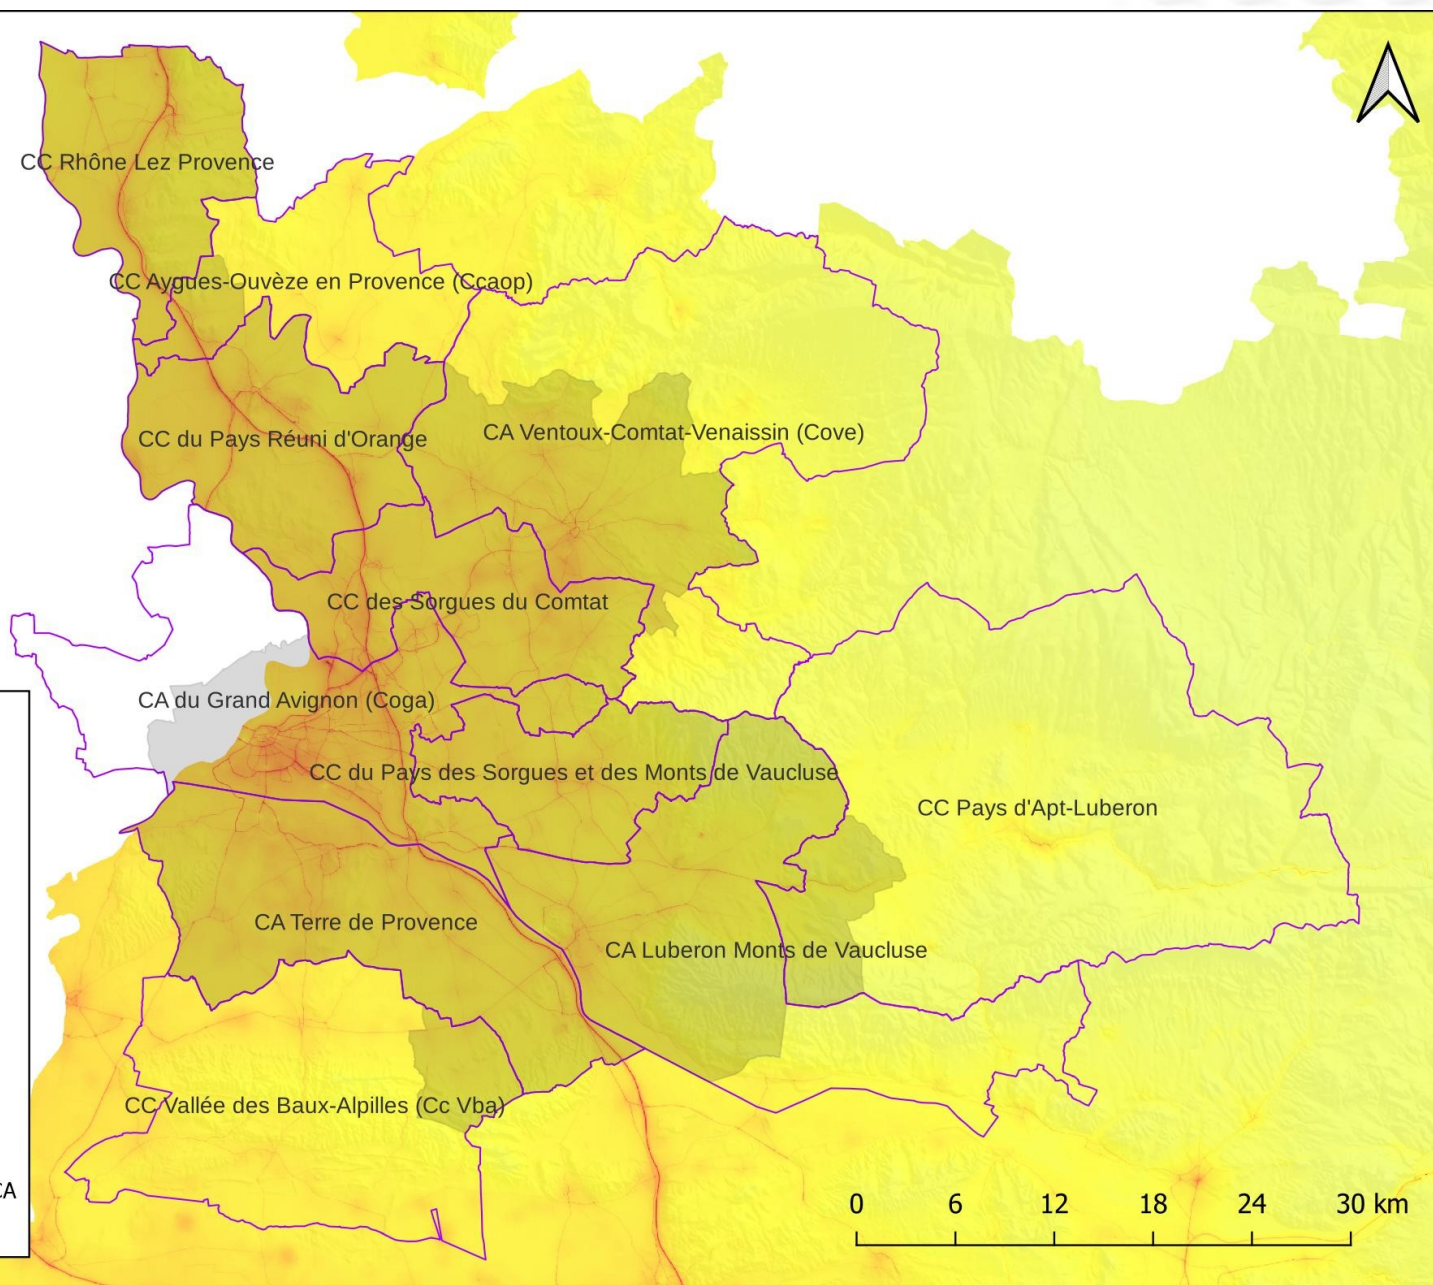 CC Rhône Lez Provence
CC Aygues-Ouvèze en Provence (Ccaop)
CC du Pays Réuni d'Orange
CA Ventoux-Comtat-Venaissin (Cove)
CC des Sorgues du Comtat
CA du Grand Avignon (Coga)
CC du Pays des Sorgues et des Monts de Vaucluse
CC Pays d'Apt-Luberon
CA Terre de Provence
CA Luberon Monts de Vaucluse
CC Vallée des Baux-Alpilles (Cc Vba)
0 6 12 18 24 30 km